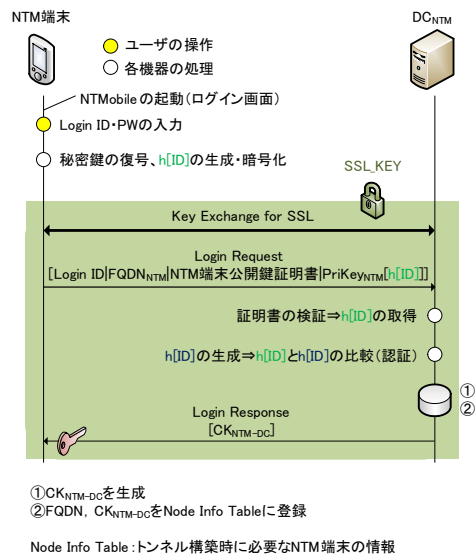 NTM端末
DCNTM
ユーザの操作
各機器の処理
NTMobileの起動(ログイン画面)
Login ID・PWの入力
秘密鍵の復号、h[ID]の生成・暗号化
SSL_KEY
Key Exchange for SSL
Login Request
[Login ID|FQDNNTM|NTM端末公開鍵証明書|PriKeyNTM[h[ID]]]
証明書の検証⇒h[ID]の取得
h[ID]の生成⇒h[ID]とh[ID]の比較(認証)
①
②
Login Response
[CKNTM-DC]
①CKNTM-DCを生成
②FQDN, CKNTM-DCをNode Info Tableに登録
Node Info Table:トンネル構築時に必要なNTM端末の情報